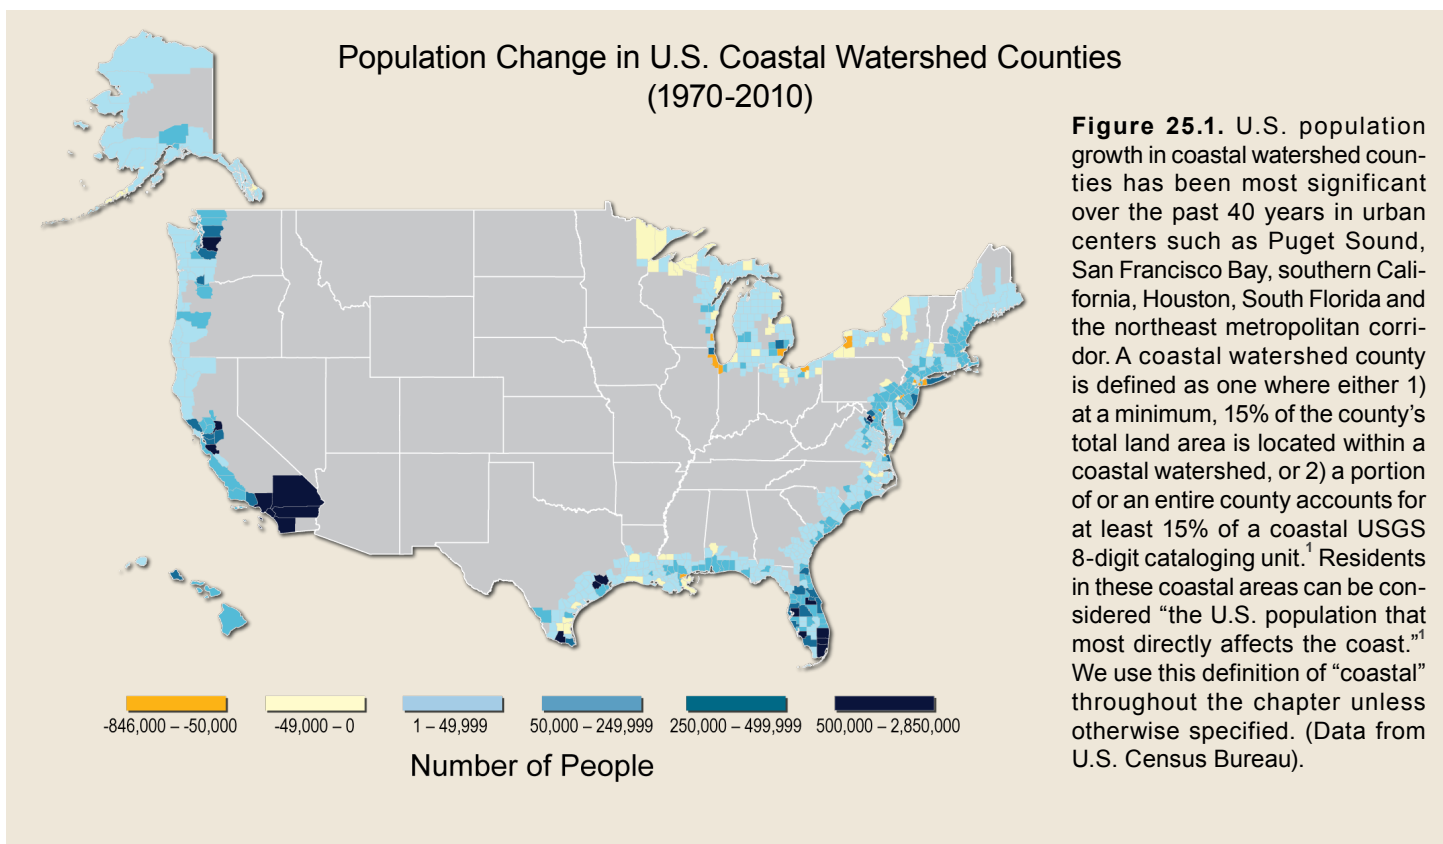 Population Change in U.S. Coastal Watershed Counties
(1970-2010)
Figure 25.1. U.S. population
growth in coastal watershed coun-
ties has been most significant
over the past 40 years in urban
centers such as Puget Sound,
San Francisco Bay, southern Cali-
fornia, Houston, South Florida and
the northeast metropolitan corri-
dor. A coastal watershed county
is defined as one where either 1)
at a minimum, 15% of the county's
total land area is located within a
coastal watershed, or 2) a portion
of or an entire county accounts for
at least 15% of a coastal USGS
8-digit cataloging unit.1 Residents
in these coastal areas can be con-
sidered “the U.S. population that
most directly affects the coast.”1
We use this definition of “coastal”
throughout the chapter unless
otherwise specified. (Data from
U.S. Census Bureau).
-846,000 – -50,000
-49,000 – 0
1 – 49,999
50,000 – 249,999
250,000 – 499,999
500,000 – 2,850,000
Number of People